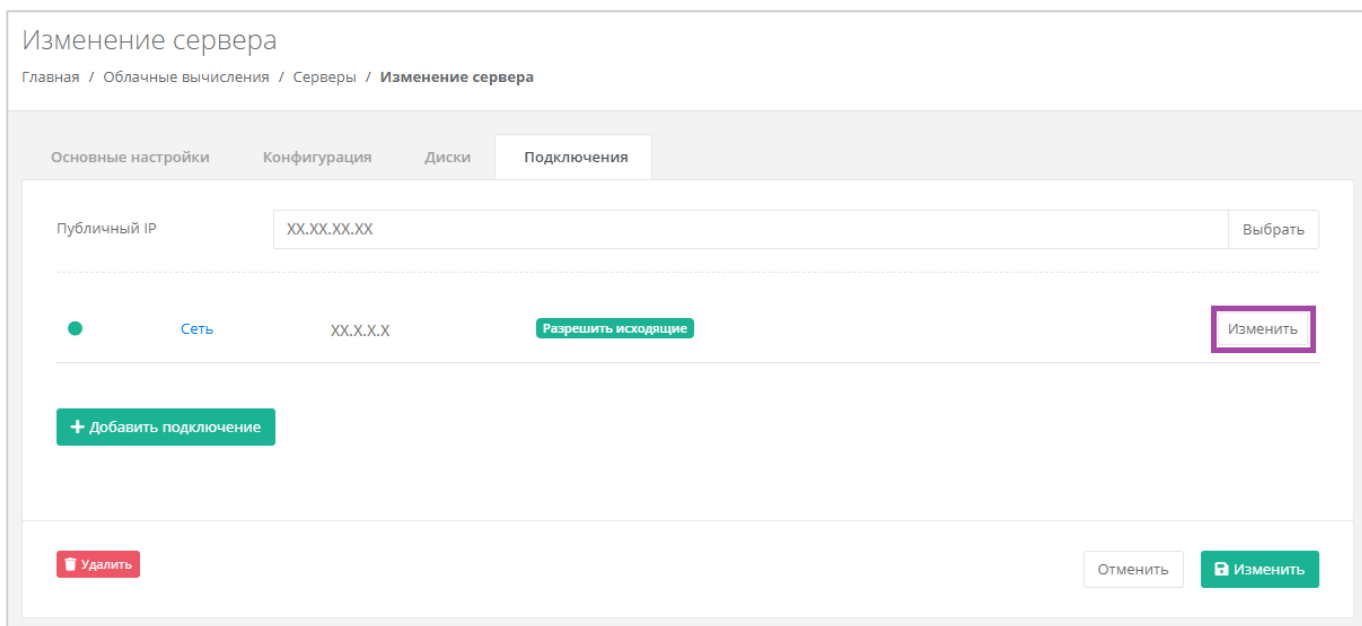 Изменение сервера
Главная / Облачные вычисления / Серверы / Изменение сервера
Основные настройки Конфигурация Диски Подключения
Публичный IP XX.XX.XX.XX Выбрать
Сеть XX.X.X.X Разрешить исходящие Изменить
+ Добавить подключение
Удалить Отменить Изменить